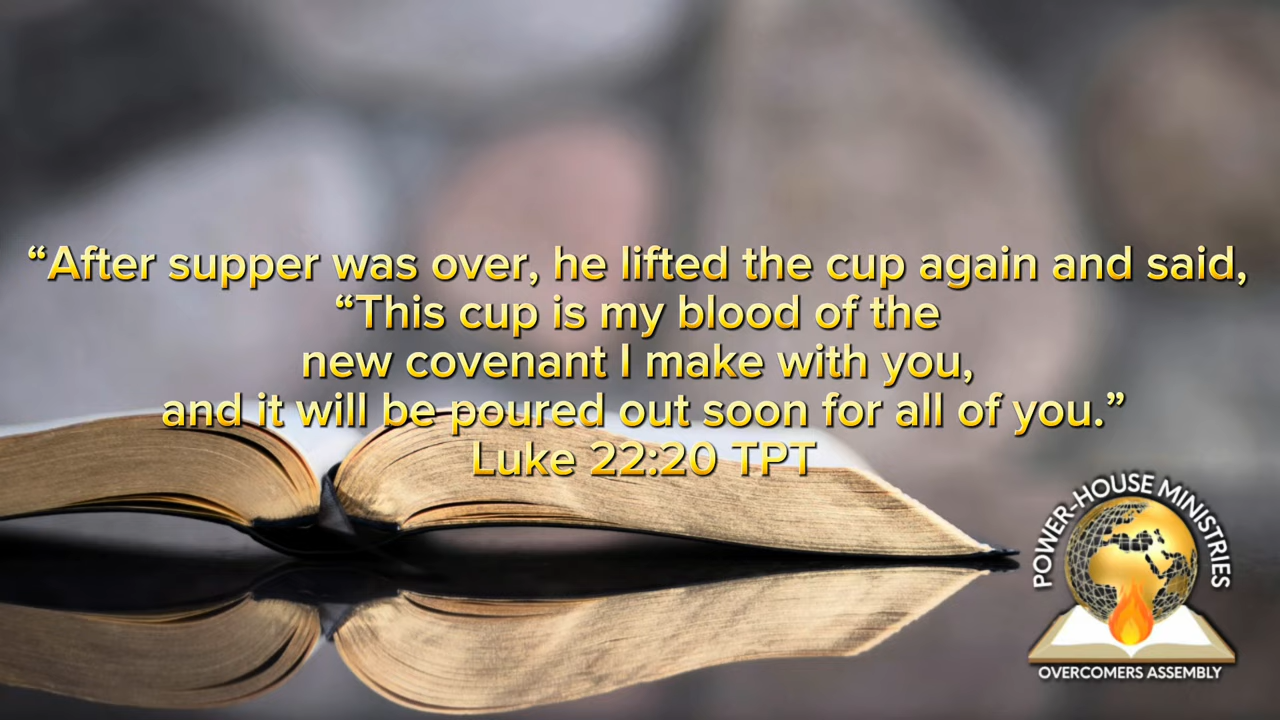 “After supper was over, he lifted the cup again and said,
“This cup is my blood of the
new covenant I make with you,
and it will be poured out soon for all of you.”
Luke 22:20 TPT
POWER-HOUSE MINISTRIES
OVERCOMERS ASSEMBLY